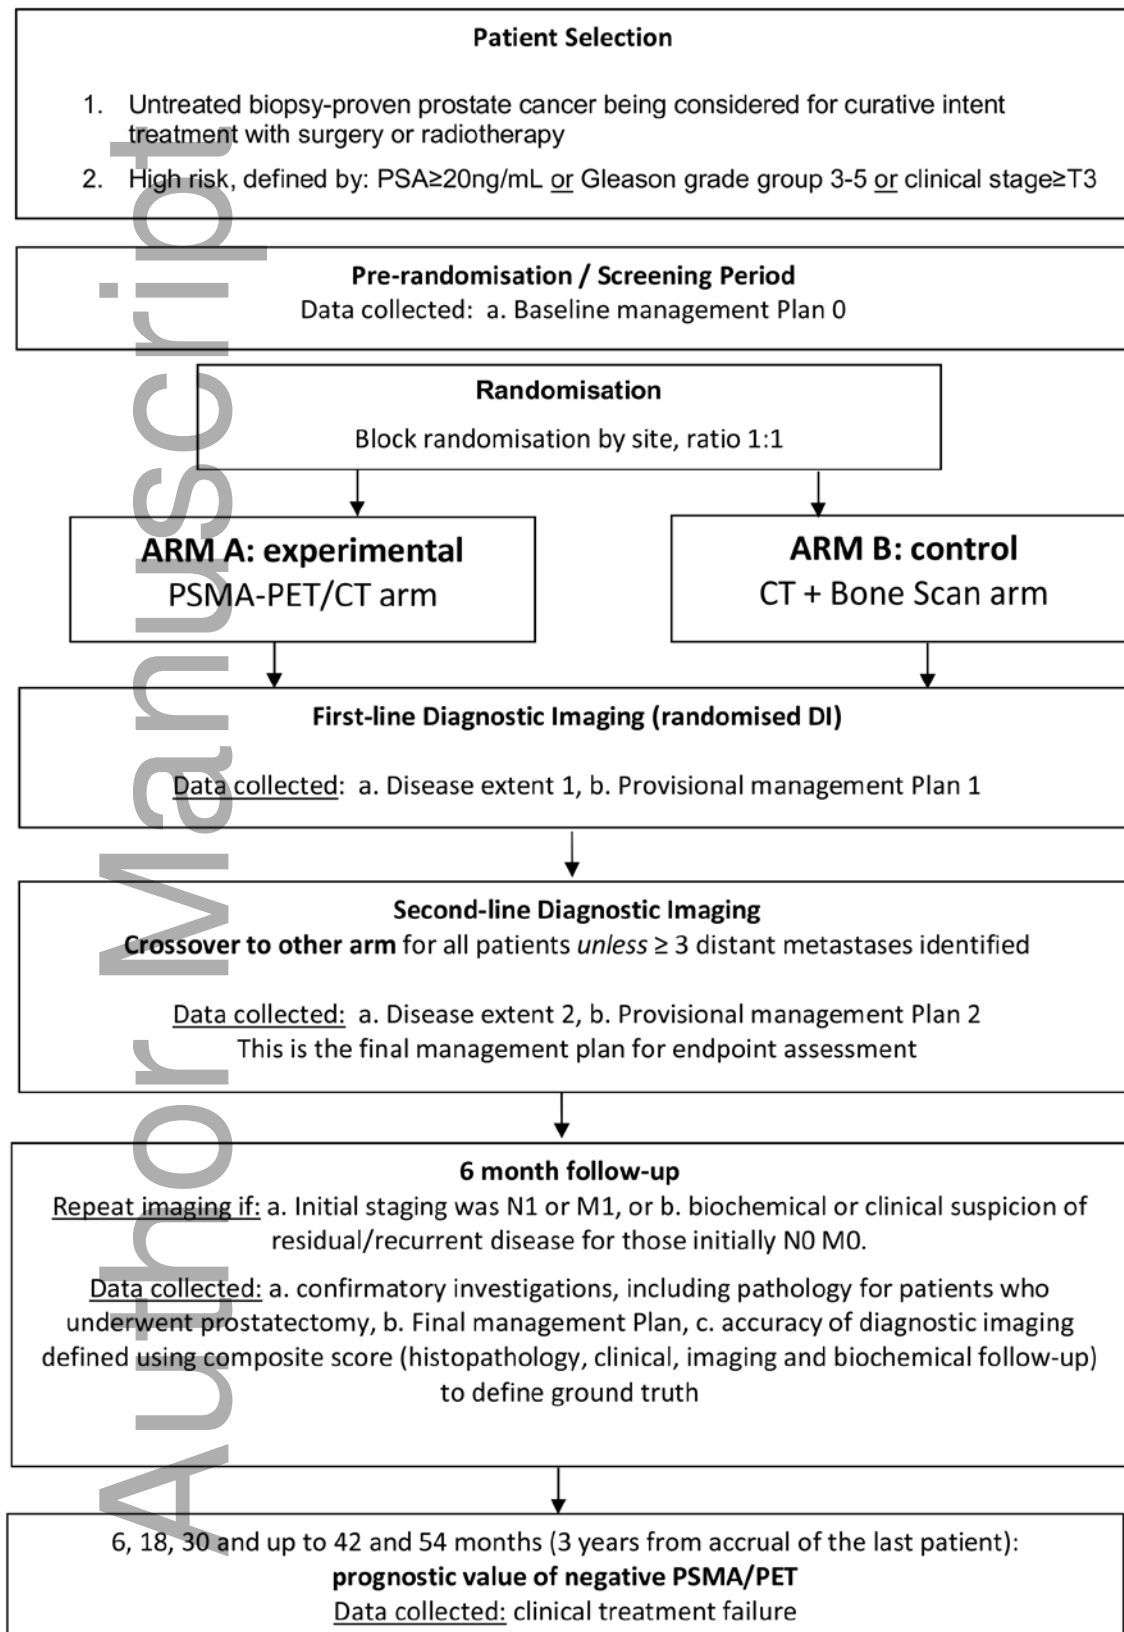 Patient Selection
1. Untreated biopsy-proven prostate cancer being considered for curative intent
treatment with surgery or radiotherapy
2. High risk, defined by: PSA≥20ng/mL or Gleason grade group 3-5 or clinical stage≥T3
Pre-randomisation / Screening Period
Data collected: a. Baseline management Plan 0
Randomisation
Block randomisation by site, ratio 1:1
ARM A: experimental
PSMA-PET/CT arm
ARM B: control
CT + Bone Scan arm
First-line Diagnostic Imaging (randomised DI)
Data collected: a. Disease extent 1, b. Provisional management Plan 1
Second-line Diagnostic Imaging
Crossover to other arm for all patients unless ≥ 3 distant metastases identified
Data collected: a. Disease extent 2, b. Provisional management Plan 2
This is the final management plan for endpoint assessment
6 month follow-up
Repeat imaging if: a. Initial staging was N1 or M1, or b. biochemical or clinical suspicion of
residual/recurrent disease for those initially N0 M0.
Data collected: a. confirmatory investigations, including pathology for patients who
underwent prostatectomy, b. Final management Plan, c. accuracy of diagnostic imaging
defined using composite score (histopathology, clinical, imaging and biochemical follow-up)
to define ground truth
6, 18, 30 and up to 42 and 54 months (3 years from accrual of the last patient):
prognostic value of negative PSMA/PET
Data collected: clinical treatment failure
Author Manuscript